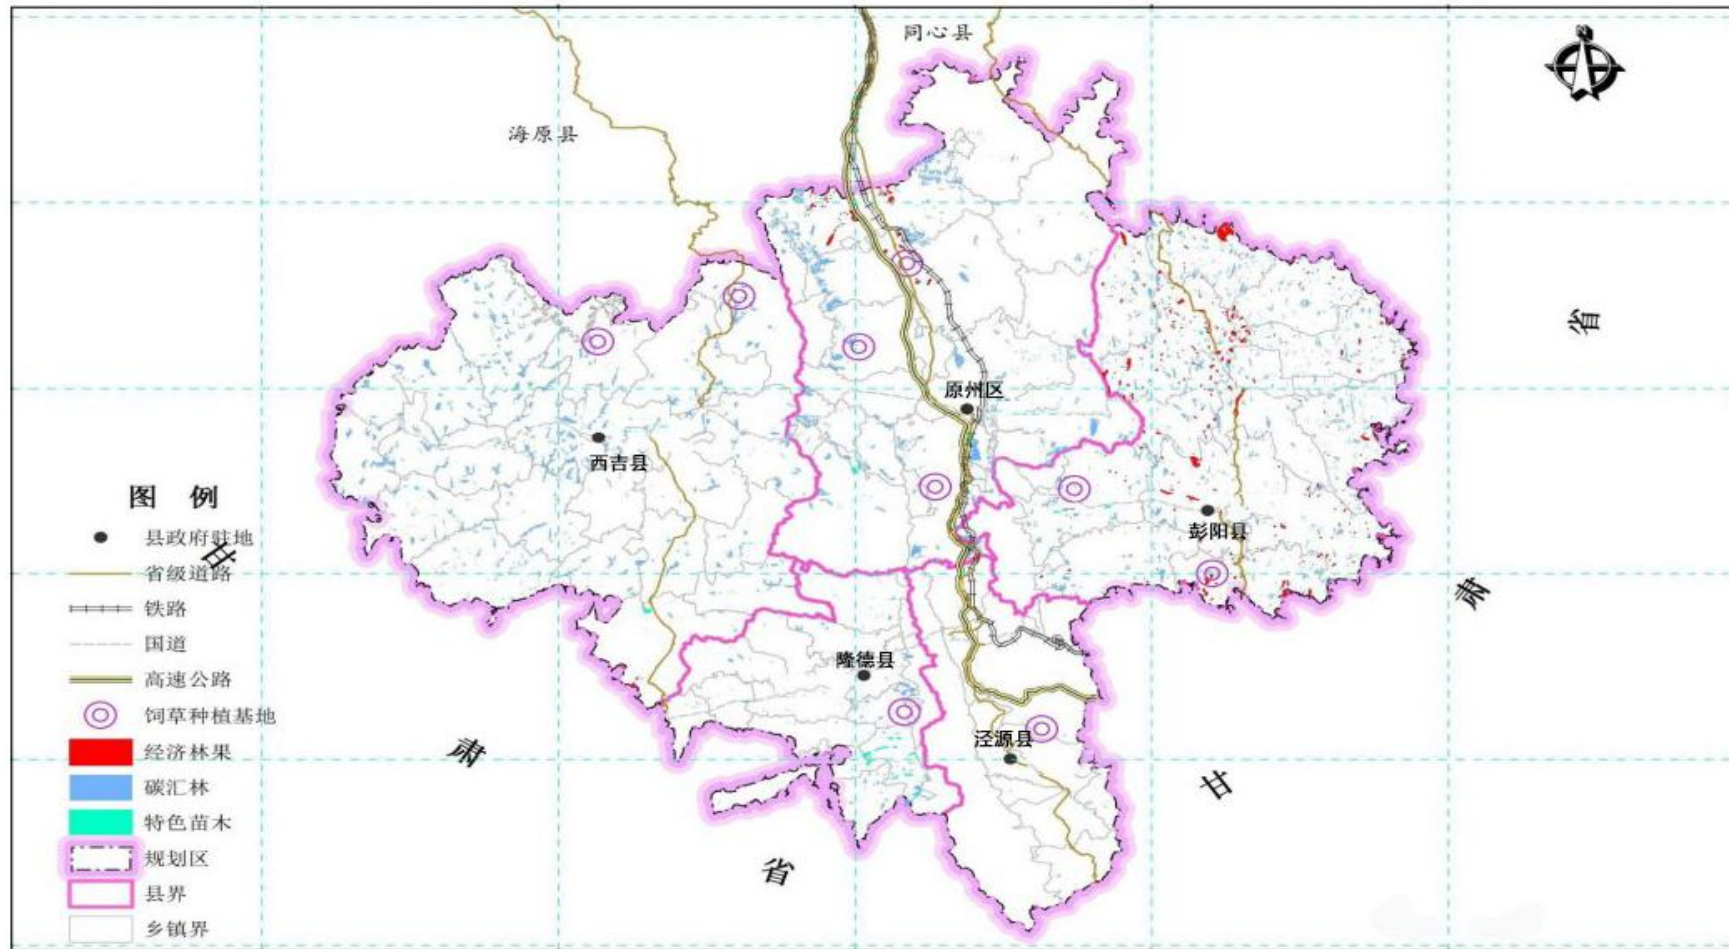 同心县
海原县
省
原州区
西吉县
图 例
县政府驻地
甘
彭阳县
省级道路
肃
铁路
国道
隆德县
高速公路
饲草种植基地
泾源县
经济林果
肃
碳汇林
甘
特色苗木
规划区
省
县界
乡镇界